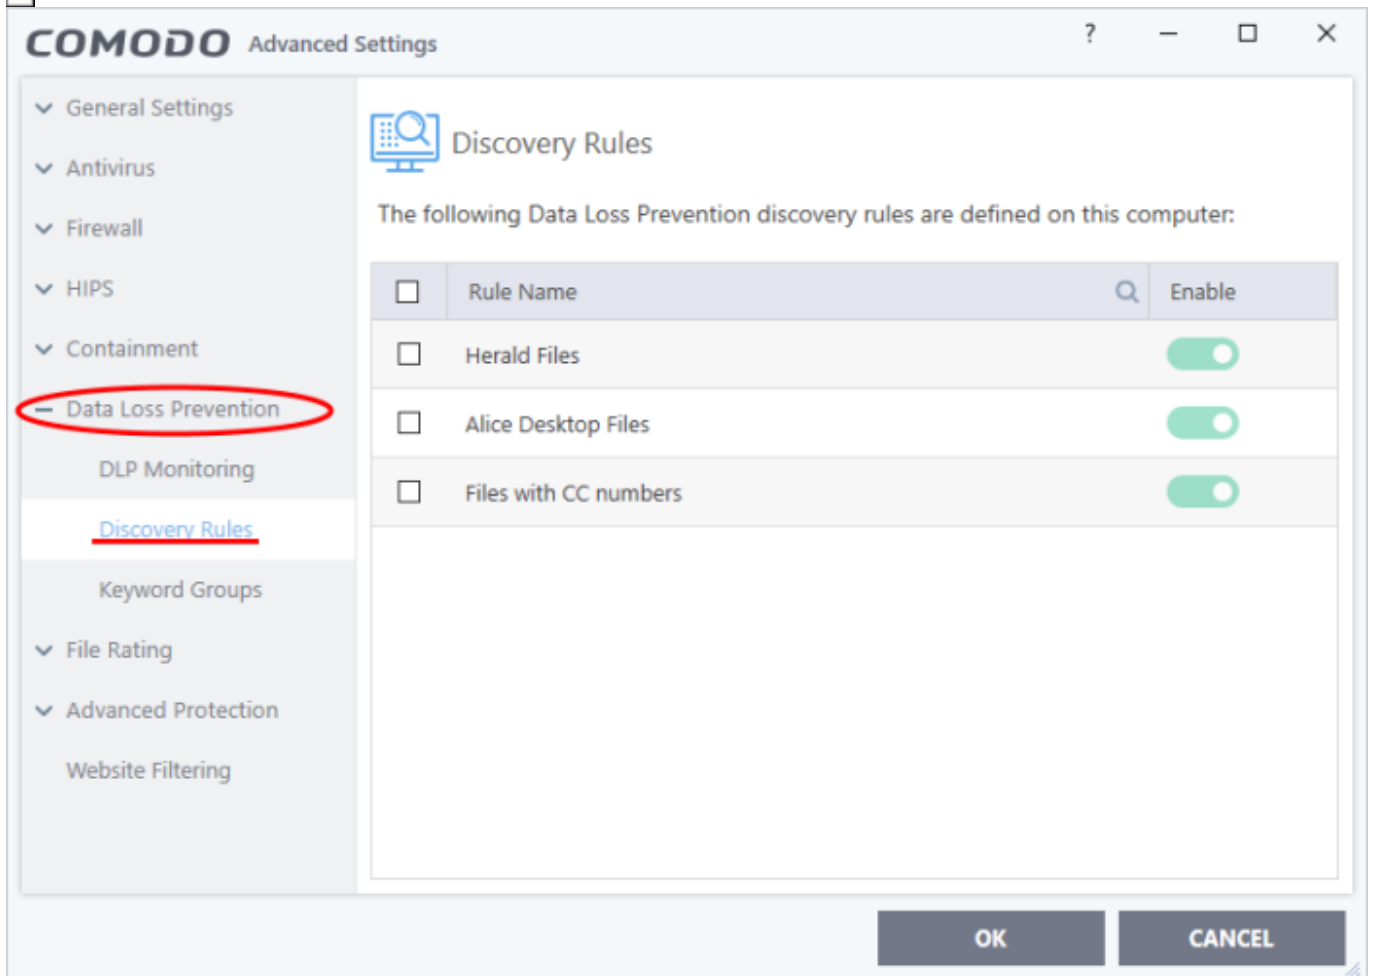 COMODO Advanced Settings
?
General Settings
Antivirus
Firewall
HIPS
Containment
Data Loss Prevention
DLP Monitoring
Discovery Rules
Keyword Groups
File Rating
Advanced Protection
Website Filtering
Discovery Rules
The following Data Loss Prevention discovery rules are defined on this computer:
Rule Name Enable
Herald Files
Alice Desktop Files
Files with CC numbers
OK CANCEL